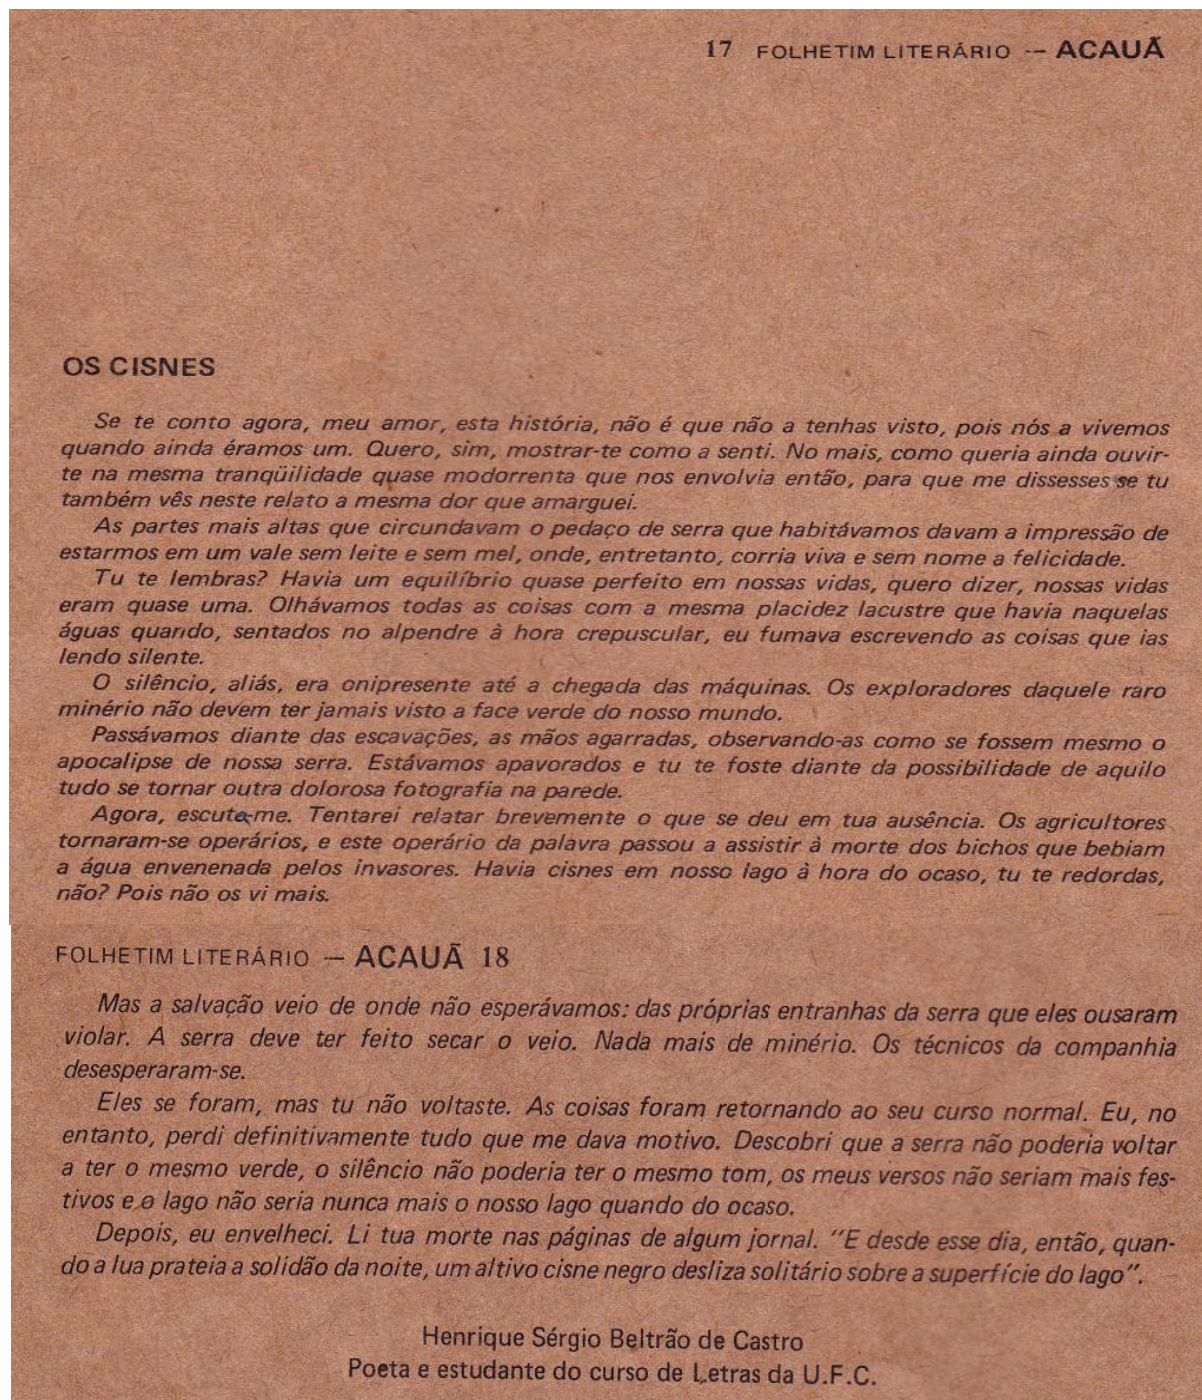 17 FOLHETIM LITERÁRIO -- ACAUÃ
OS CISNES
Se te conto agora, meu amor, esta história, não é que não a tenhas visto, pois nós a vivemos
quando ainda éramos um. Quero, sim, mostrar-te como a senti. No mais, como queria ainda ouvir-
te na mesma tranqüilidade quase modorrenta que nos envolvia então, para que me dissesses se tu
também vês neste relato a mesma dor que amarguei.
As partes mais altas que circundavam o pedaço de serra que habitávamos davam a impressão de
estarmos em um vale sem leite e sem mel, onde, entretanto, corria viva e sem nome a felicidade.
Tu te lembras? Havia um equilíbrio quase perfeito em nossas vidas, quero dizer, nossas vidas
eram quase uma. Olhávamos todas as coisas com a mesma placidez lacustre que havia naquelas
águas quando, sentados no alpendre à hora crepuscular, eu fumava escrevendo as coisas que ias
lendo silente.
O silêncio, aliás, era onipresente até a chegada das máquinas. Os exploradores daquele raro
minério não devem ter jamais visto a face verde do nosso mundo.
Passávamos diante das escavações, as mãos agarradas, observando-as como se fossem mesmo o
apocalipse de nossa serra. Estávamos apavorados e tu te foste diante da possibilidade de aquilo
tudo se tornar outra dolorosa fotografia na parede.
Agora, escuta-me. Tentarei relatar brevemente o que se deu em tua ausência. Os agricultores
tornaram-se operários, e este operário da palavra passou a assistir à morte dos bichos que bebiam
a água envenenada pelos invasores. Havia cisnes em nosso lago à hora do ocaso, tu te redordas,
não? Pois não os vi mais.
FOLHETIM LITERÁRIO — ACAUÃ 18
Mas a salvação veio de onde não esperávamos: das próprias entranhas da serra que eles ousaram
violar. A serra deve ter feito secar o veio. Nada mais de minério. Os técnicos da companhia
desesperaram-se.
Eles se foram, mas tu não voltaste. As coisas foram retornando ao seu curso normal. Eu, no
entanto, perdi definitivamente tudo que me dava motivo. Descobri que a serra não poderia voltar
a ter o mesmo verde, o silêncio não poderia ter o mesmo tom, os meus versos não seriam mais fes-
tivos e o lago não seria nunca mais o nosso lago quando do ocaso.
Depois, eu envelheci. Li tua morte nas páginas de algum jornal. "E desde esse dia, então, quan-
do a lua prateia a solidão da noite, um altivo cisne negro desliza solitário sobre a superfície do lago".
Henrique Sérgio Beltrão de Castro
Poeta e estudante do curso de Letras da U.F.C.